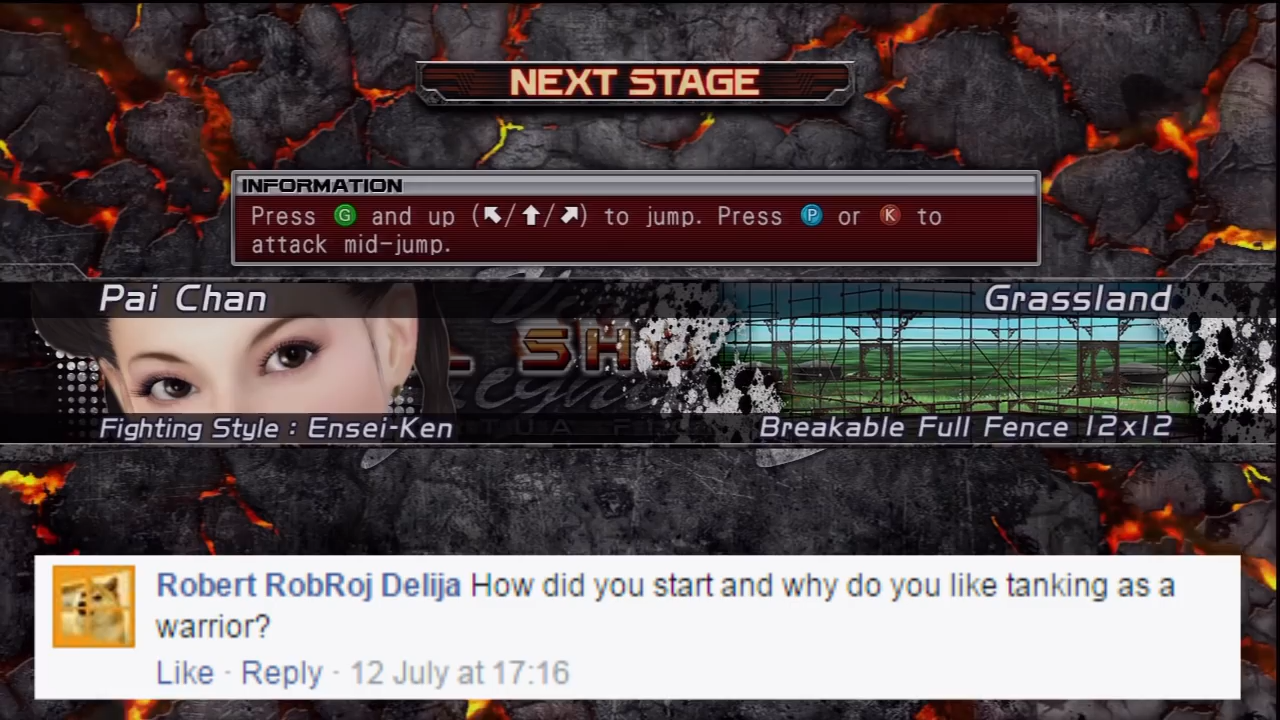 NEXT STAGE
INFORMATION
Press G and up (↖/⬆/↗) to jump. Press P or K to
attack mid-jump.
Pai Chan
Grassland
Fighting Style : Ensei-Ken
Breakable Full Fence 12x12
Robert RobRoj Delija How did you start and why do you like tanking as a
warrior?
Like · Reply · 12 July at 17:16